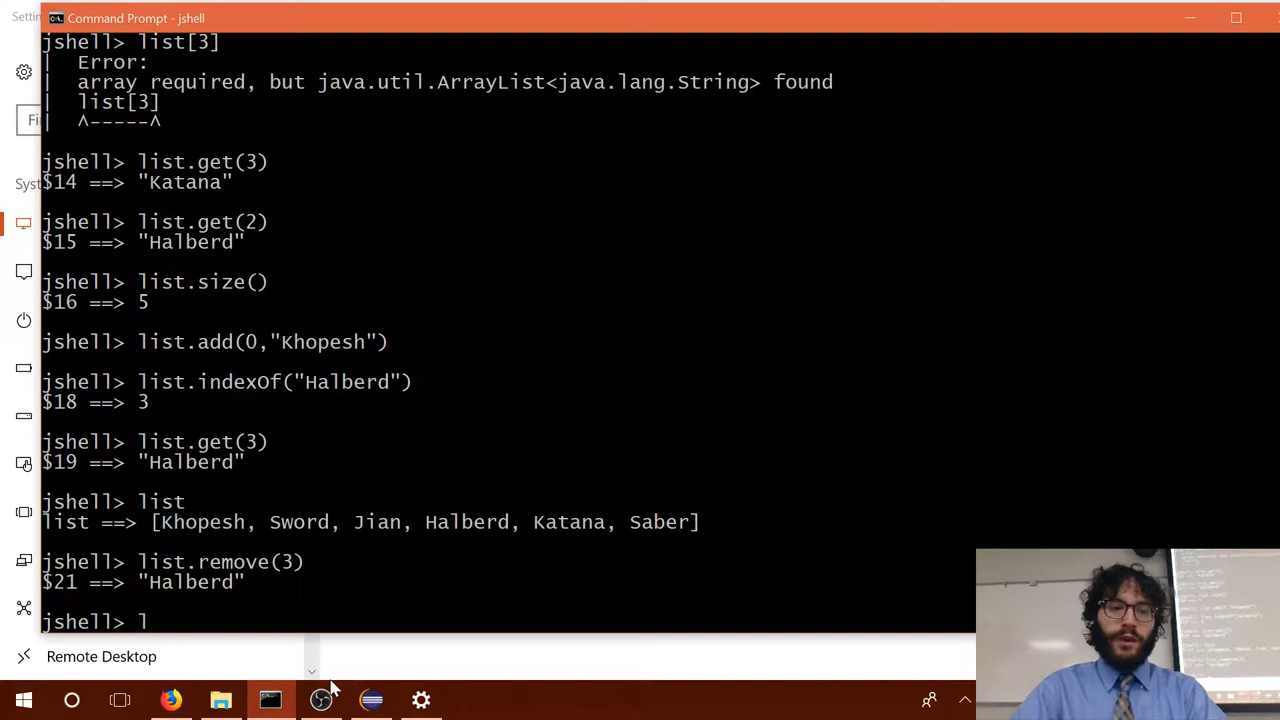 Settin
Command Prompt - jshell
jshell> list[3]
|   Error:
|   array required, but java.util.ArrayList<java.lang.String> found
|   list[3]
|   ^-----^
Fi
jshell> list.get(3)
$14 ==> "Katana"
Syst
jshell> list.get(2)
$15 ==> "Halberd"
jshell> list.size()
$16 ==> 5
jshell> list.add(0,"Khopesh")
jshell> list.indexOf("Halberd")
$18 ==> 3
jshell> list.get(3)
$19 ==> "Halberd"
jshell> list
list ==> [Khopesh, Sword, Jian, Halberd, Katana, Saber]
jshell> list.remove(3)
$21 ==> "Halberd"
jshell> l
Remote Desktop